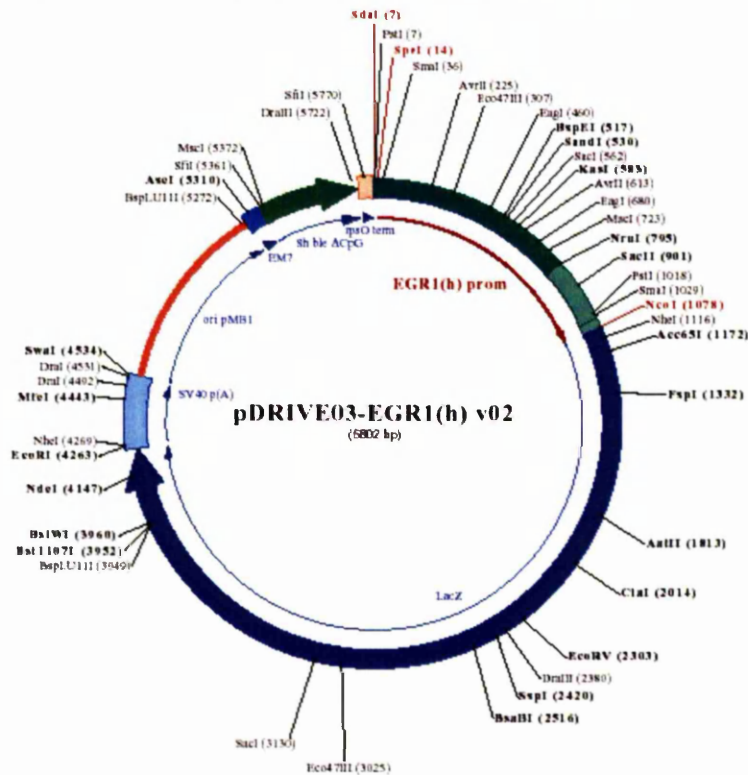 SdaI (7)
PstI (7)
SpeI (14)
SmaI (36)
AvrII (225)
Eco47III (307)
EagI (460)
BspEI (517)
SanDI (530)
SacI (562)
KasI (583)
AvrII (613)
EagI (680)
MscI (723)
NruI (795)
SacII (901)
PstI (1018)
SmaI (1029)
NcoI (1078)
NheI (1116)
Acc65I (1172)
FspI (1332)
AatII (1813)
ClaI (2014)
EcoRV (2303)
DraIII (2380)
SspI (2420)
BsaBI (2516)
Eco47III (3025)
SacI (3130)
BspLU11I (3949)
Bst1107I (3952)
BsiWI (3960)
NdeI (4147)
EcoRI (4263)
NheI (4269)
MfeI (4443)
DraI (4492)
DraI (4531)
SwaI (4534)
BspLU11I (5272)
AscI (5310)
SfiI (5361)
MscI (5372)
DraIII (5722)
SfiI (5770)
rpsO term
Sh ble ΔCpG
EM7
ori pMB1
SV40 p(A)
EGR1(h) prom
LacZ
pDRIVE03-EGR1(h) v02
(5802 bp)